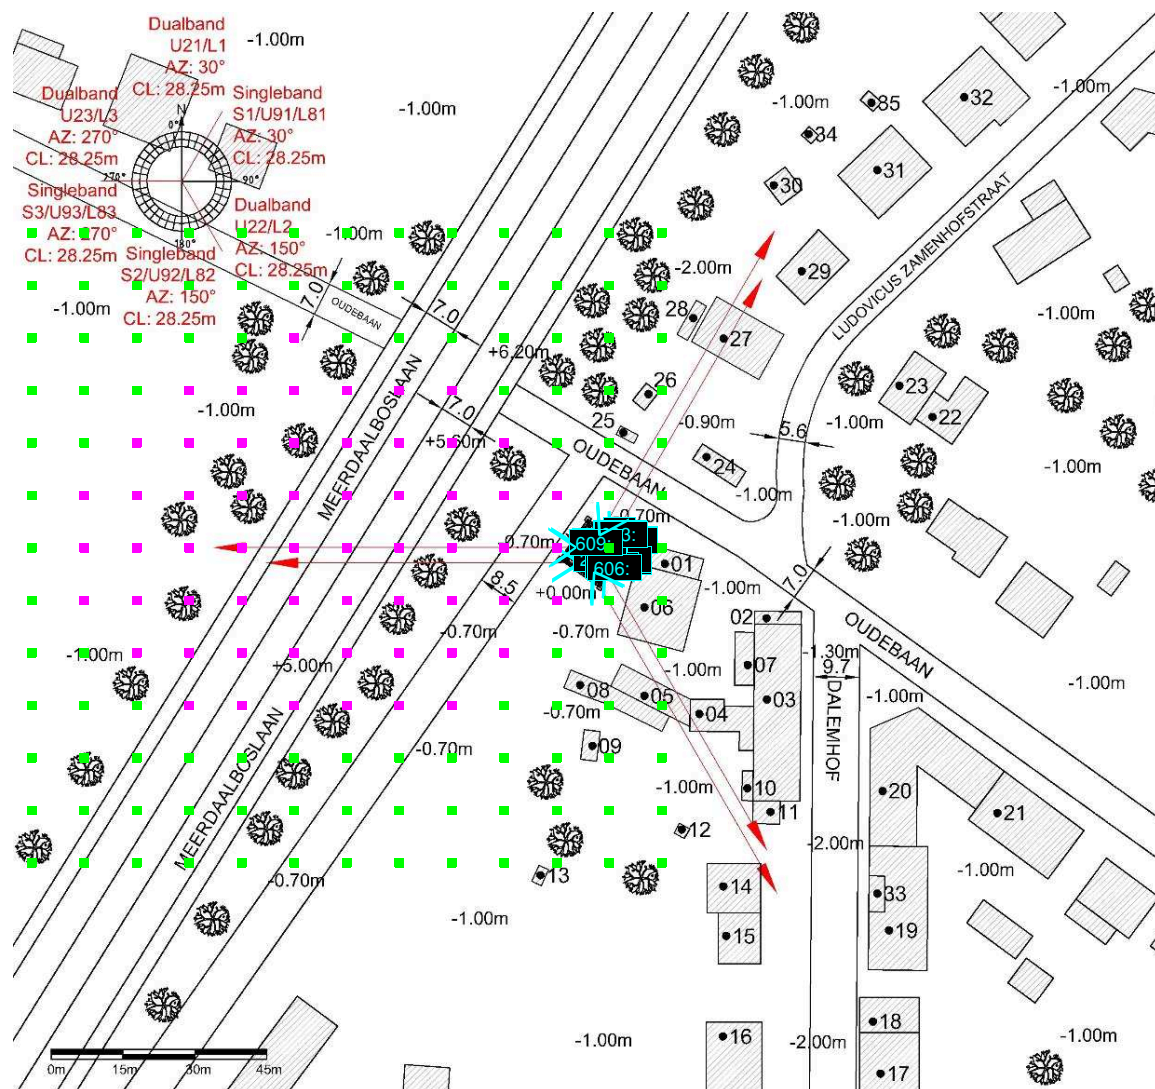 Dualband
U21/L1
AZ: 30°
CL: 28.25m
Dualband
U23/L3
AZ: 270°
CL: 28.25m
Singleband
S1/U91/L81
AZ: 30°
CL: 28.25m
N
0°
90°
180°
270°
Singleband
S3/U93/L83
AZ: 270°
CL: 28.25m
Dualband
U22/L2
AZ: 150°
CL: 28.25m
Singleband
S2/U92/L82
AZ: 150°
CL: 28.25m
-1.00m
-1.00m
-1.00m
-1.00m
85
34
32
31
30
29
-1.00m
-2.00m
LUDOVICUS ZAMENHOFSTRAAT
-1.00m
7.0
OUDEBAAN
7.0
28
27
-1.00m
+6.20m
MEERDAALBOSLAAN
26
23
22
-1.00m
7.0
-0.90m
25
5.6
-1.00m
+5.60m
OUDEBAAN
24
-1.00m
-1.00m
-1.00m
-0.70m
-0.70m
609:
606:
01
8.5
+0.00m
-1.00m
7.0
06
02
OUDEBAAN
-0.70m
-0.70m
-1.00m
+5.00m
-1.00m
07
-1.30m
9.7
-1.00m
-1.00m
08
05
03
04
-0.70m
DALEMHOF
MEERDAALBOSLAAN
-0.70m
09
-1.00m
10
20
11
21
12
-2.00m
13
-0.70m
14
33
-1.00m
-1.00m
15
19
18
16
-1.00m
-2.00m
-1.00m
17
0m
15m
30m
45m